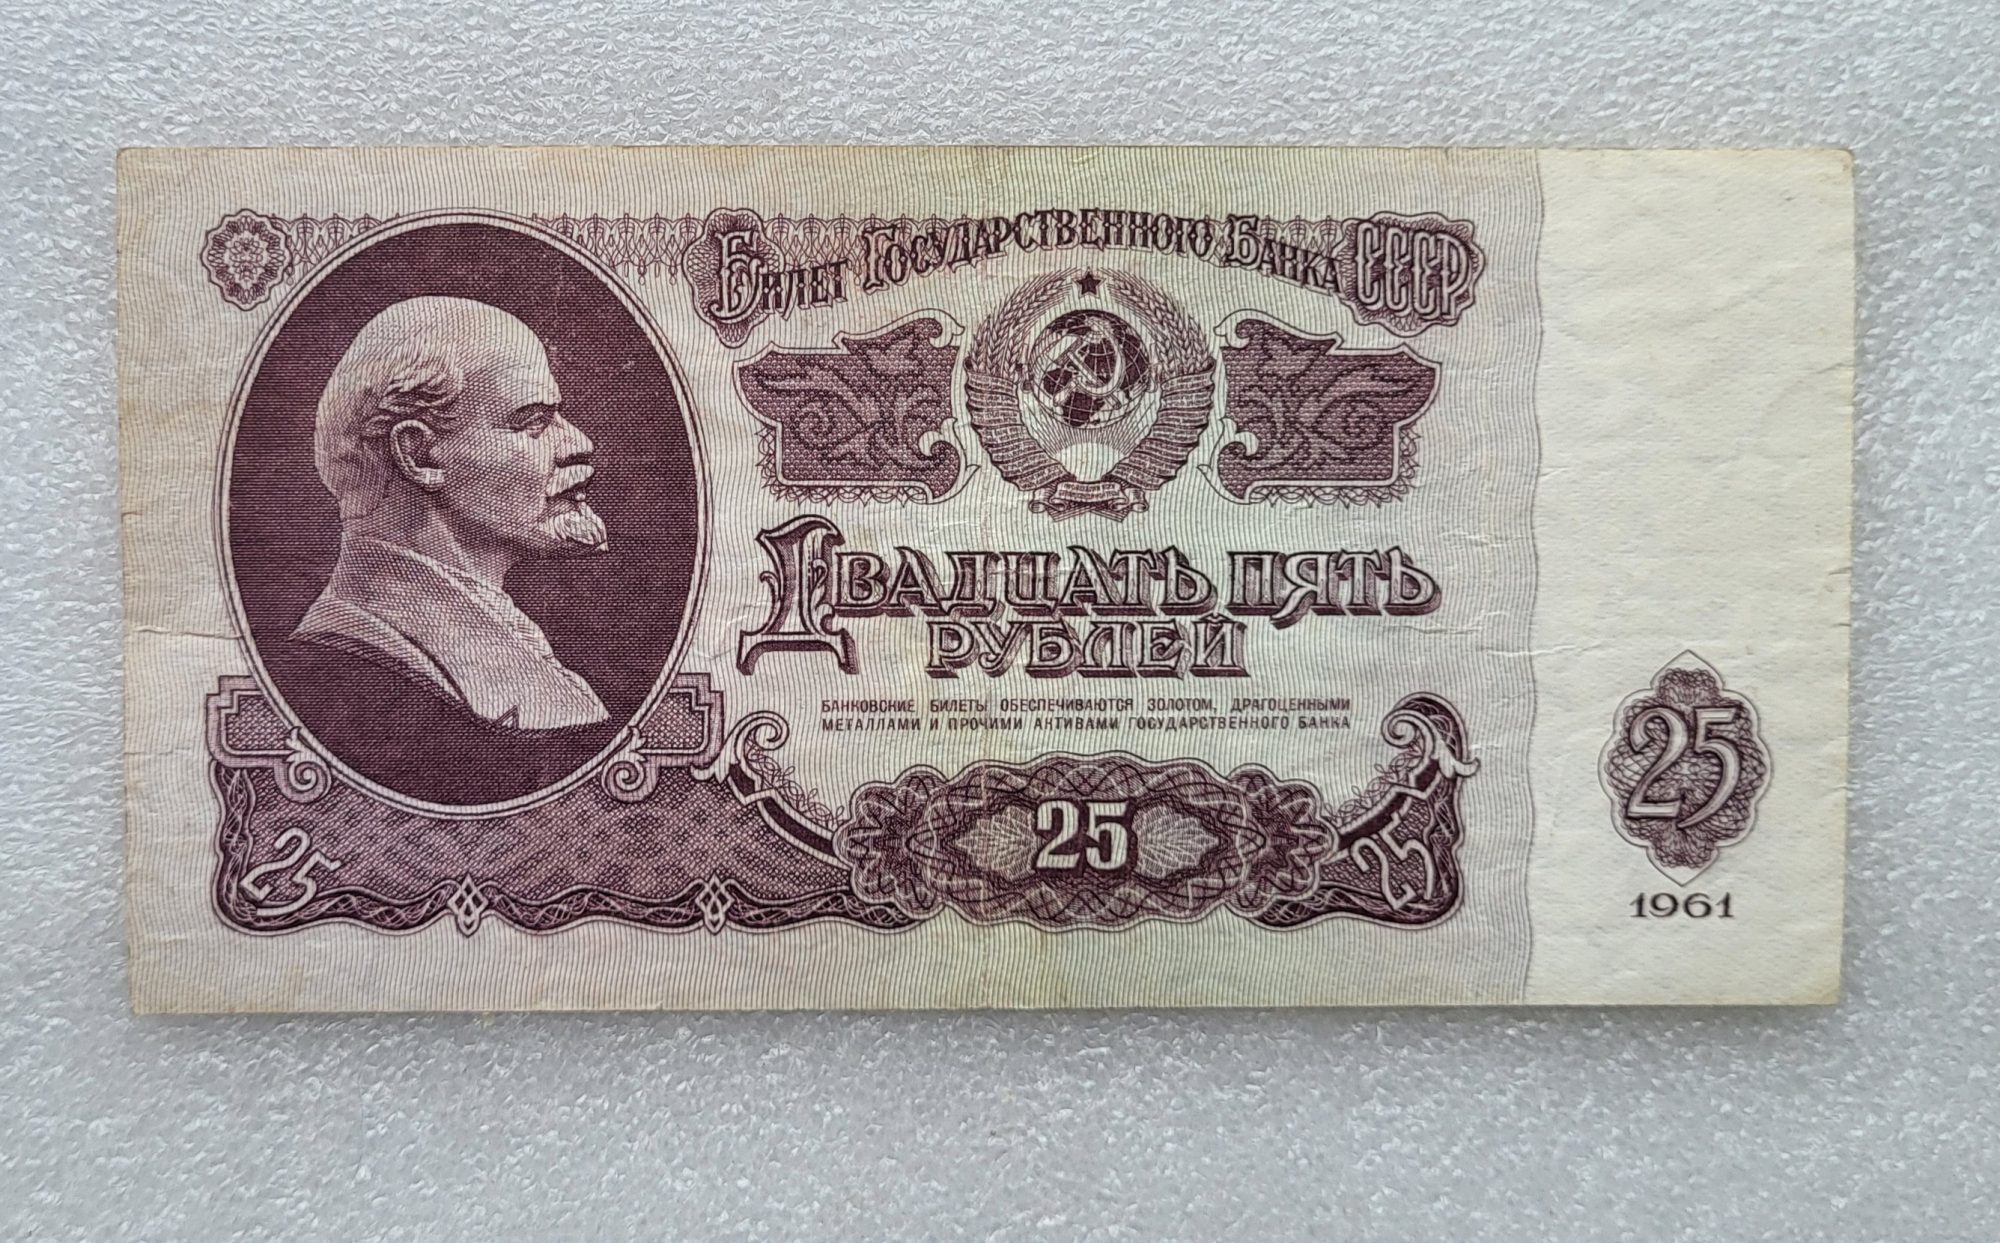 Билет Государственного Банка СССР
Двадцать пять
рублей
БАНКОВСКИЕ БИЛЕТЫ ОБЕСПЕЧИВАЮТСЯ ЗОЛОТОМ, ДРАГОЦЕННЫМИ
МЕТАЛЛАМИ И ПРОЧИМИ АКТИВАМИ ГОСУДАРСТВЕННОГО БАНКА
25
25
25
25
1961